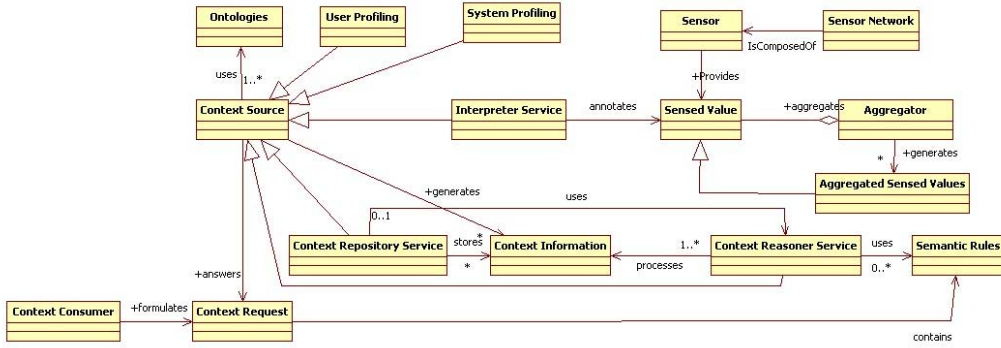 Ontologies
User Profiling
System Profiling
Sensor
Sensor Network
IsComposedOf
uses
1..*
+Provides
Context Source
Interpreter Service
annotates
Sensed Value
+aggregates
Aggregator
+generates
*
Aggregated Sensed Values
+generates
uses
0..1
*
Context Repository Service
stores
*
Context Information
1..*
processes
Context Reasoner Service
uses
0..*
Semantic Rules
+answers
Context Consumer
+formulates
Context Request
contains